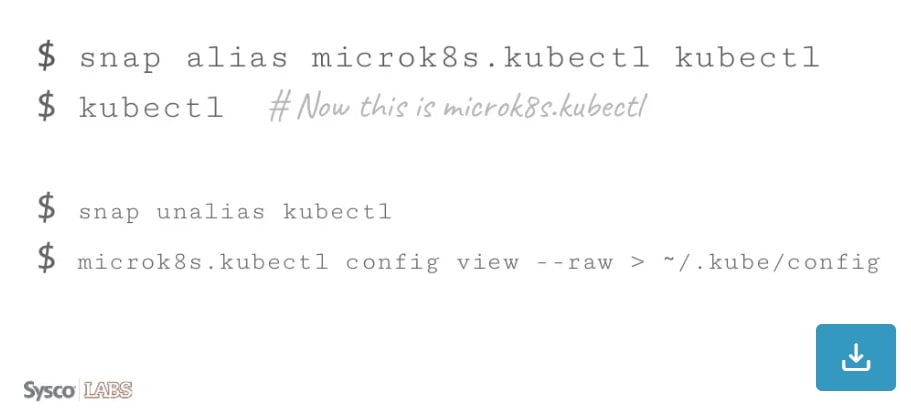 $ snap alias microk8s.kubectl kubectl
$ kubectl # Now this is microk8s.kubectl
$ snap unalias kubectl
$ microk8s.kubectl config view --raw > ~/.kube/config
Sysco LABS